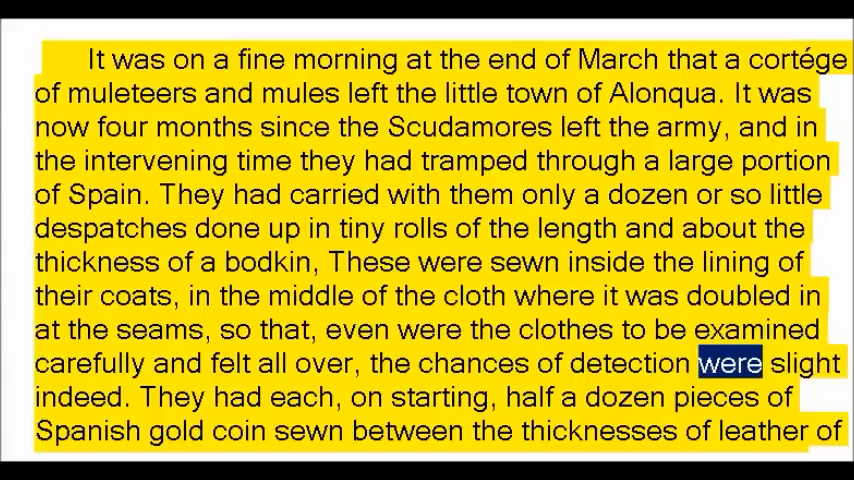 It was on a fine morning at the end of March that a cortége
of muleteers and mules left the little town of Alonqua. It was
now four months since the Scudamores left the army, and in
the intervening time they had tramped through a large portion
of Spain. They had carried with them only a dozen or so little
despatches done up in tiny rolls of the length and about the
thickness of a bodkin, These were sewn inside the lining of
their coats, in the middle of the cloth where it was doubled in
at the seams, so that, even were the clothes to be examined
carefully and felt all over, the chances of detection were slight
indeed. They had each, on starting, half a dozen pieces of
Spanish gold coin sewn between the thicknesses of leather of